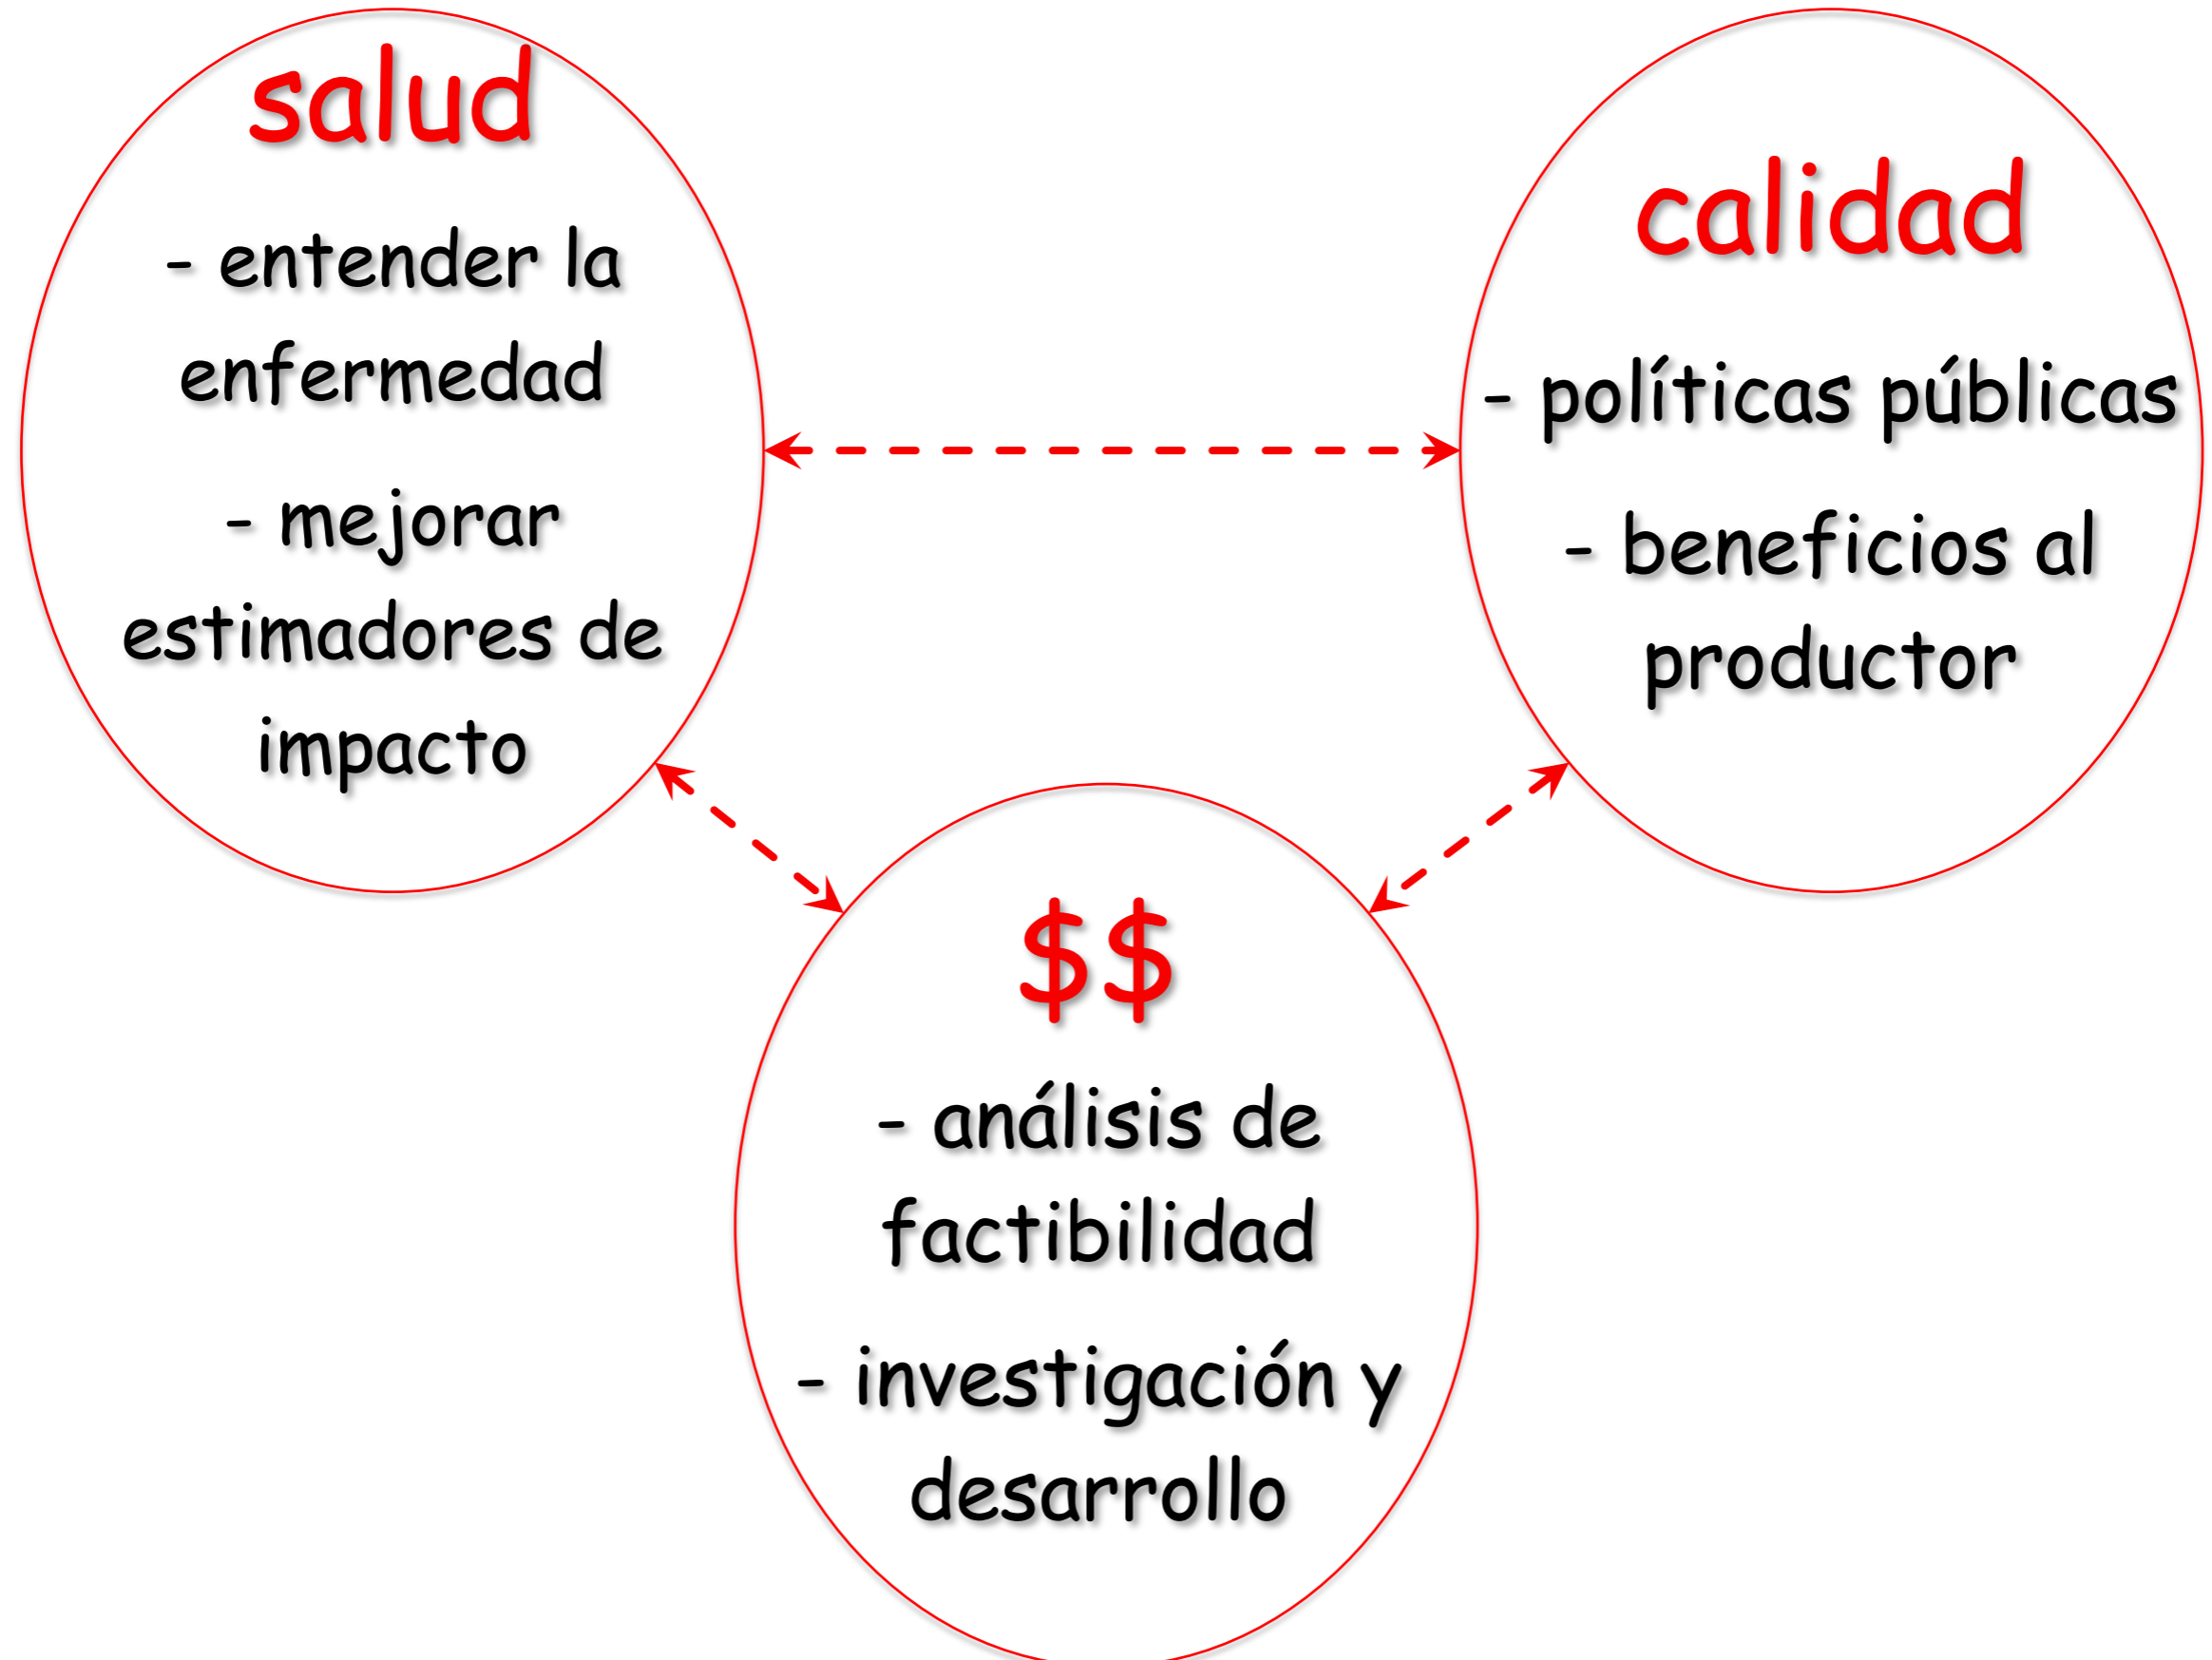 salud
- entender la
enfermedad
- mejorar
estimadores de
impacto
calidad
- políticas públicas
- beneficios al
productor
$$
- análisis de
factibilidad
- investigación y
desarrollo